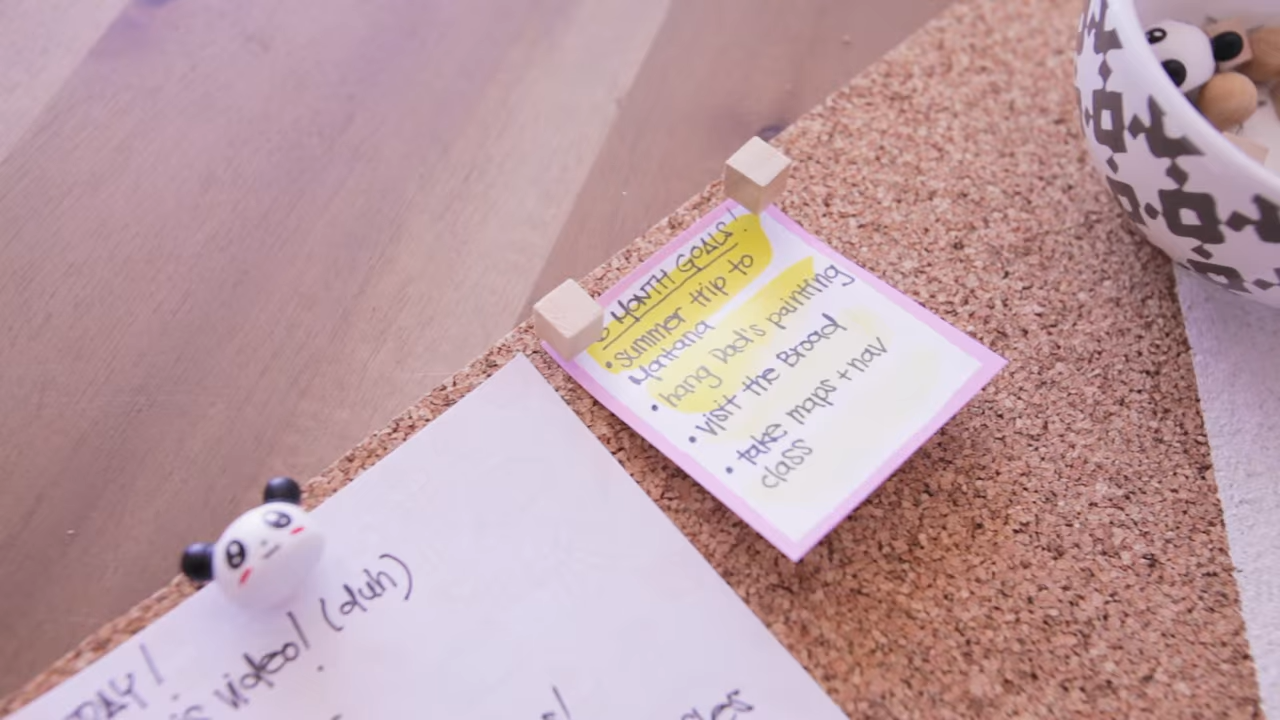 MONTH GOALS!
• summer trip to
Montana
• hang Dad's painting
• visit the Broad
• take maps + nav
class
video! (duh)